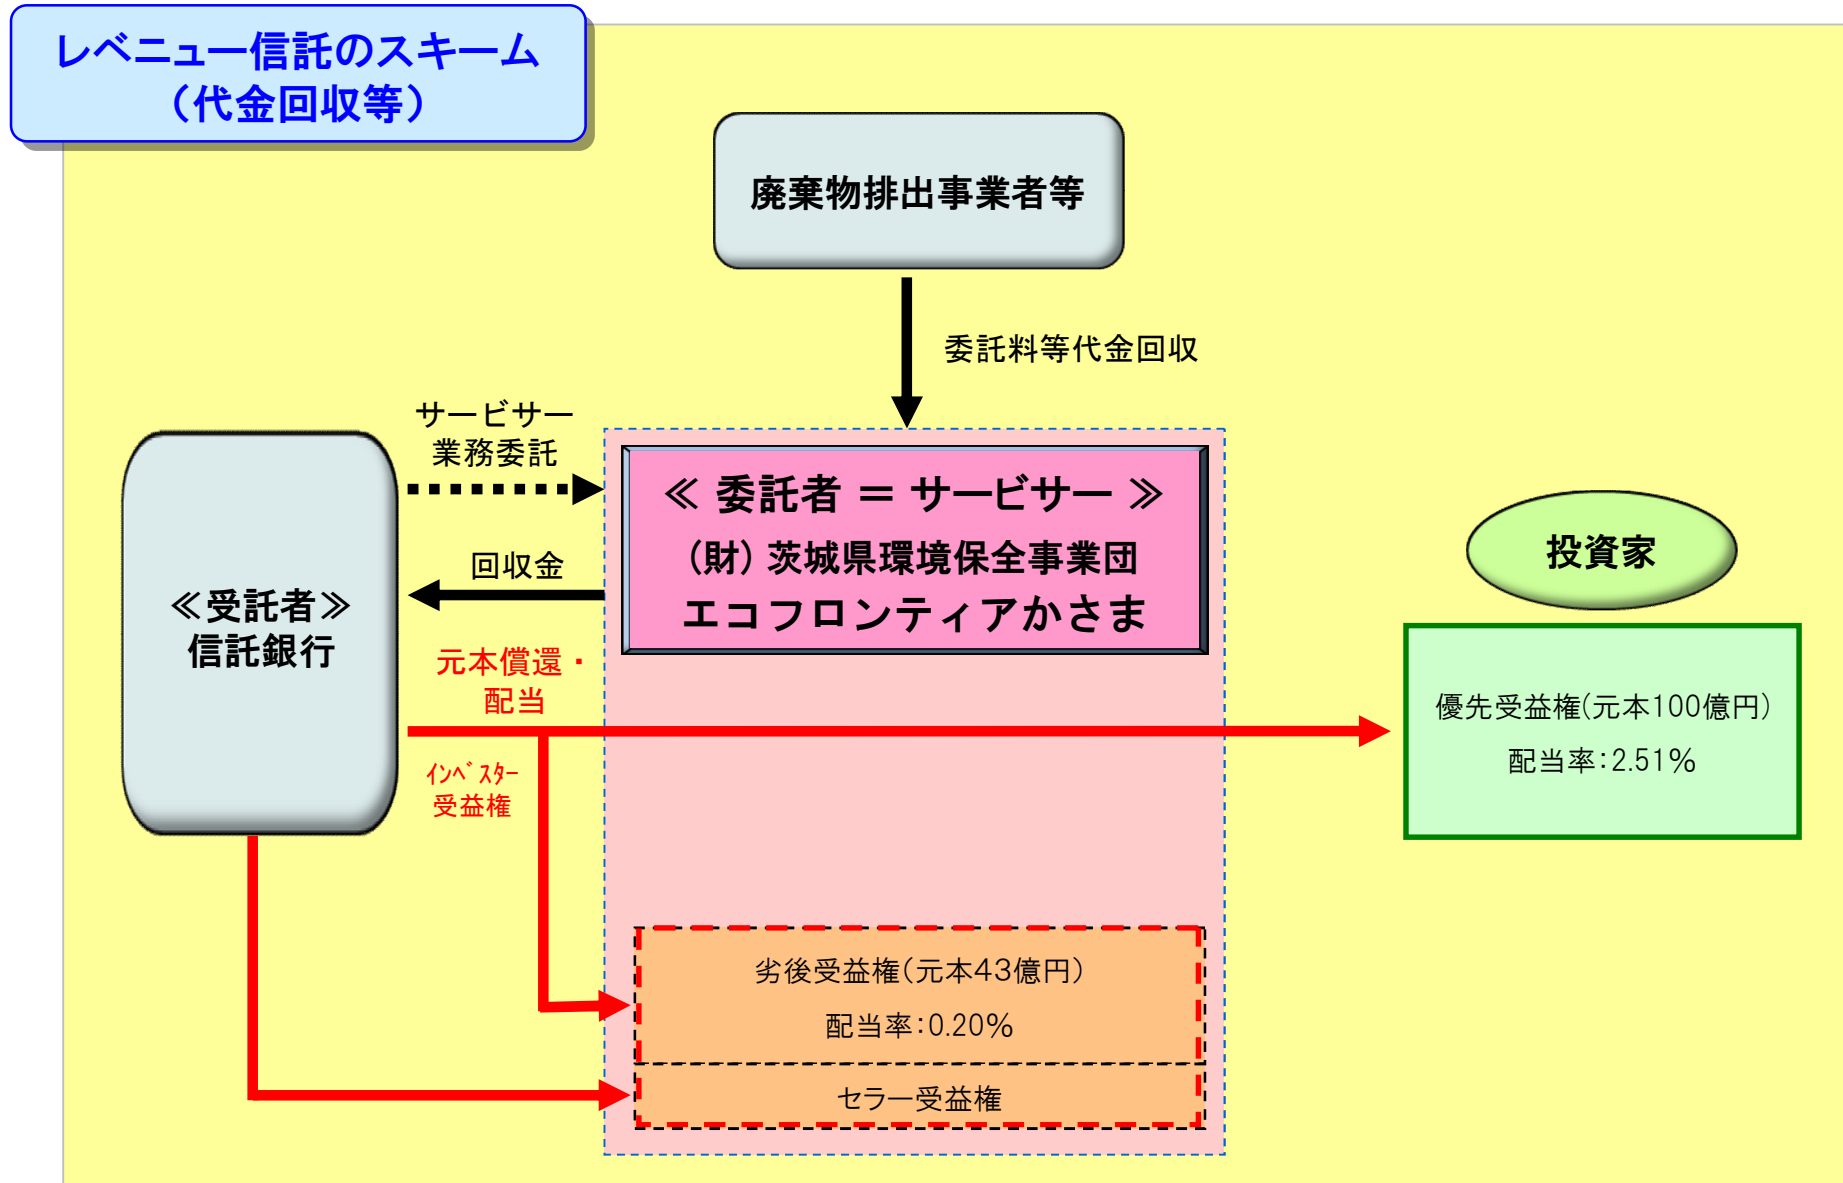 レベニュー信託のスキーム
（代金回収等）
廃棄物排出事業者等
委託料等代金回収
サービサー
業務委託
≪ 委託者 ＝ サービサー ≫
（財）茨城県環境保全事業団
エコフロンティアかさま
回収金
≪受託者≫
信託銀行
投資家
元本償還・
配当
優先受益権(元本100億円)
配当率：2.51％
ｲﾝﾍﾞｽﾀｰ
受益権
劣後受益権(元本43億円)
配当率：0.20％
セラー受益権